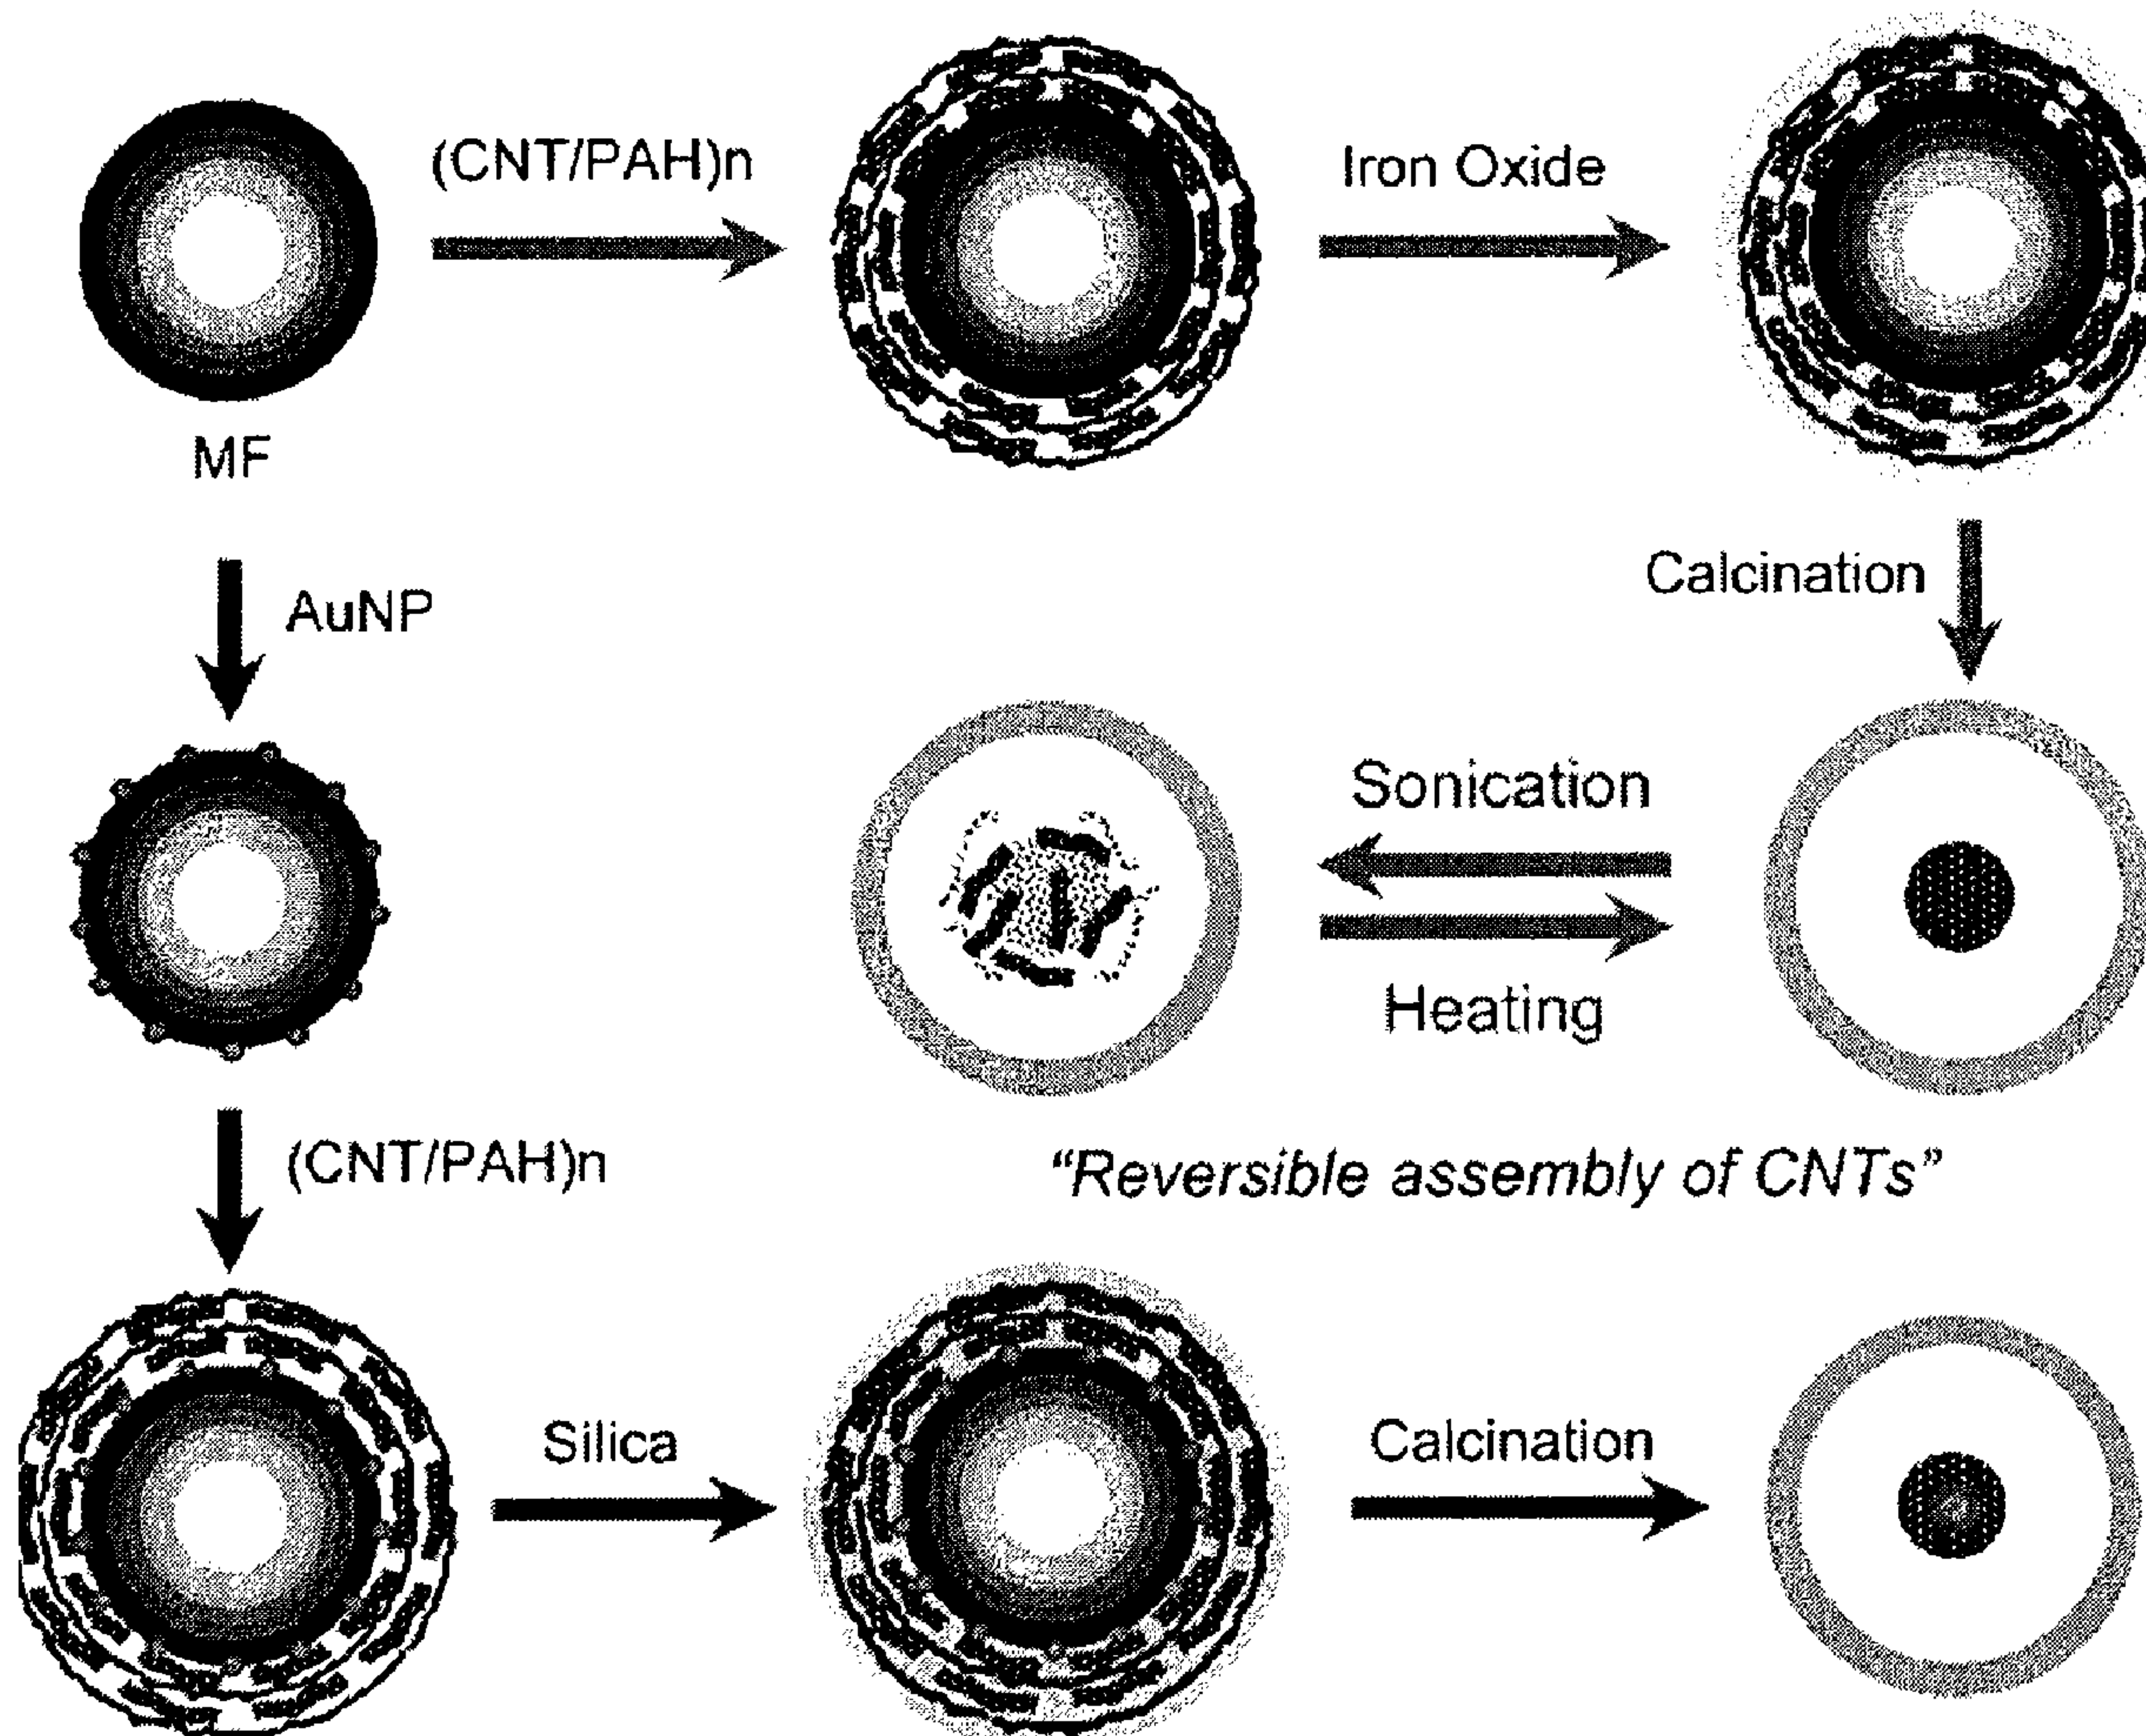 (CNT/PAH)n
Iron Oxide
MF
Calcination
AuNP
Sonication
Heating
(CNT/PAH)n
“Reversible assembly of CNTs”
Silica
Calcination